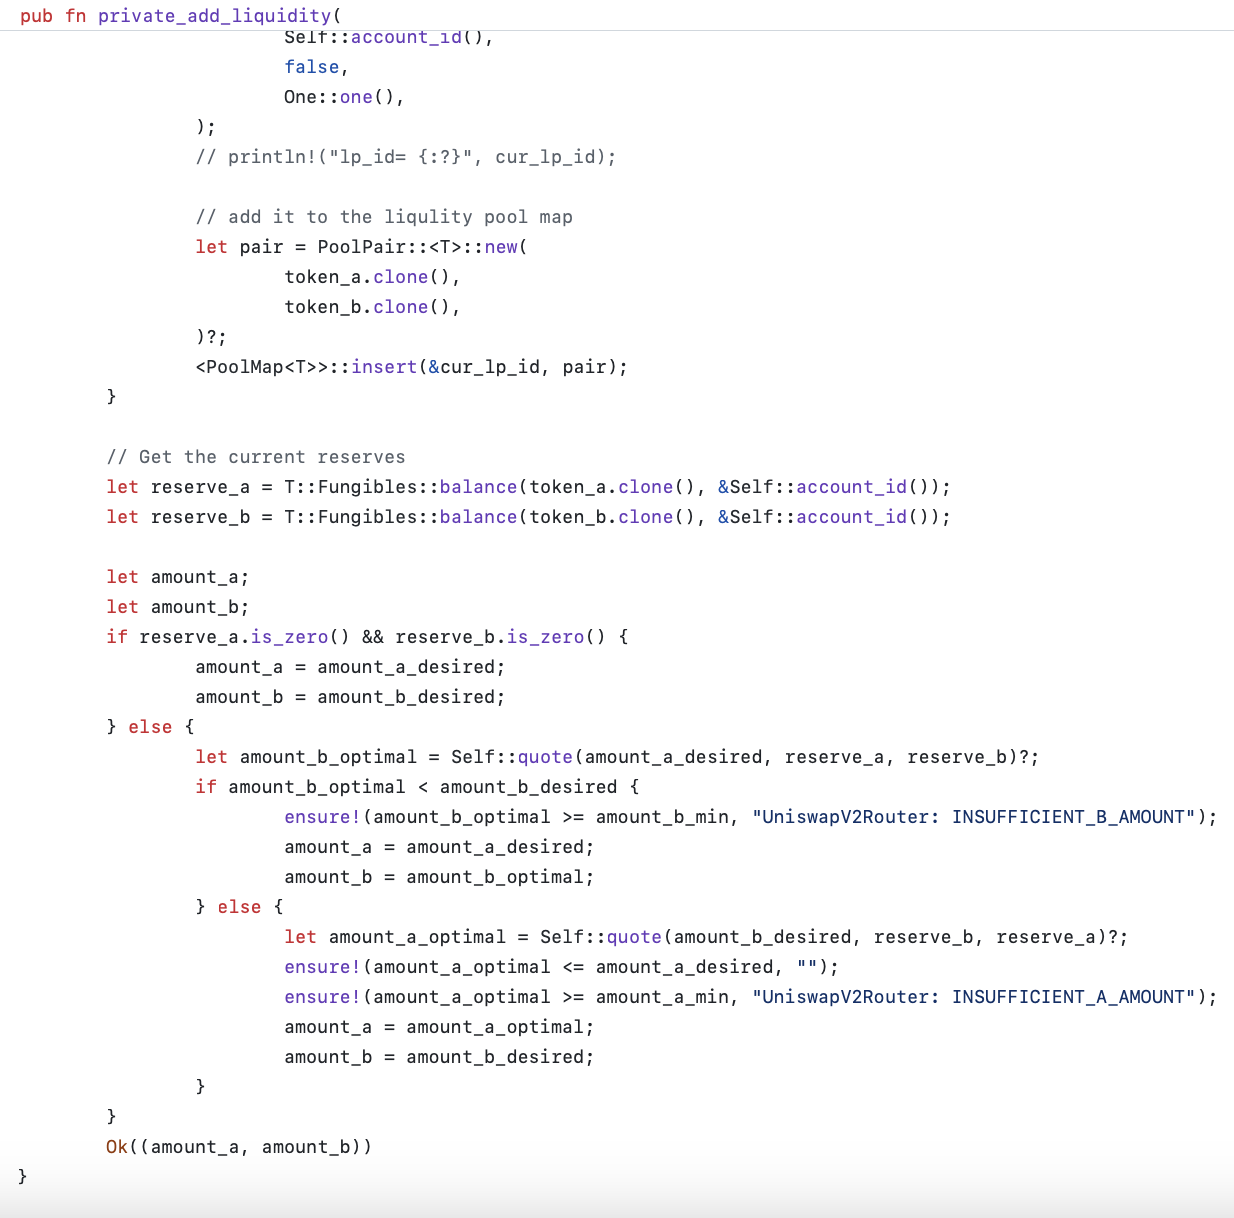 pub fn private_add_liquidity(
Self::account_id(),
false,
One::one(),
);
// println!("lp_id= {:?}", cur_lp_id);
// add it to the liqulity pool map
let pair = PoolPair::<T>::new(
token_a.clone(),
token_b.clone(),
)?;
<PoolMap<T>>::insert(&cur_lp_id, pair);
}
// Get the current reserves
let reserve_a = T::Fungibles::balance(token_a.clone(), &Self::account_id());
let reserve_b = T::Fungibles::balance(token_b.clone(), &Self::account_id());
let amount_a;
let amount_b;
if reserve_a.is_zero() && reserve_b.is_zero() {
amount_a = amount_a_desired;
amount_b = amount_b_desired;
} else {
let amount_b_optimal = Self::quote(amount_a_desired, reserve_a, reserve_b)?;
if amount_b_optimal < amount_b_desired {
ensure!(amount_b_optimal >= amount_b_min, "UniswapV2Router: INSUFFICIENT_B_AMOUNT");
amount_a = amount_a_desired;
amount_b = amount_b_optimal;
} else {
let amount_a_optimal = Self::quote(amount_b_desired, reserve_b, reserve_a)?;
ensure!(amount_a_optimal <= amount_a_desired, "");
ensure!(amount_a_optimal >= amount_a_min, "UniswapV2Router: INSUFFICIENT_A_AMOUNT");
amount_a = amount_a_optimal;
amount_b = amount_b_desired;
}
}
Ok((amount_a, amount_b))
}